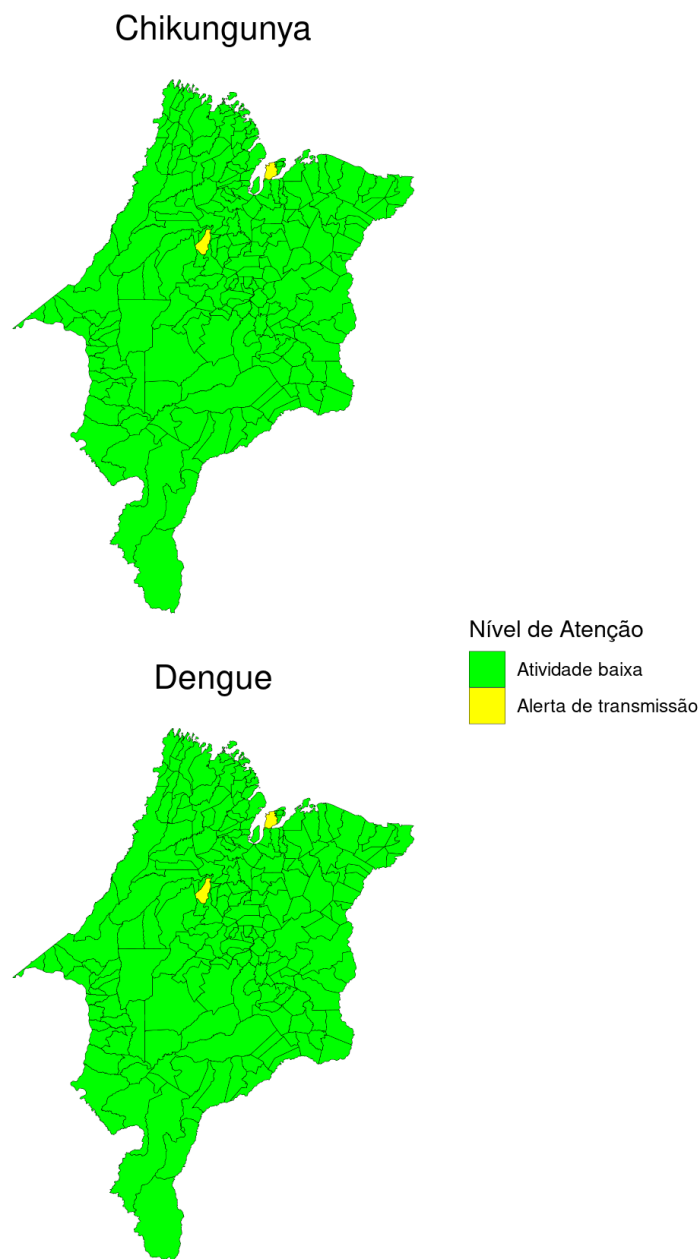 Chikungunya
Nível de Atenção
Atividade baixa
Alerta de transmissão
Dengue